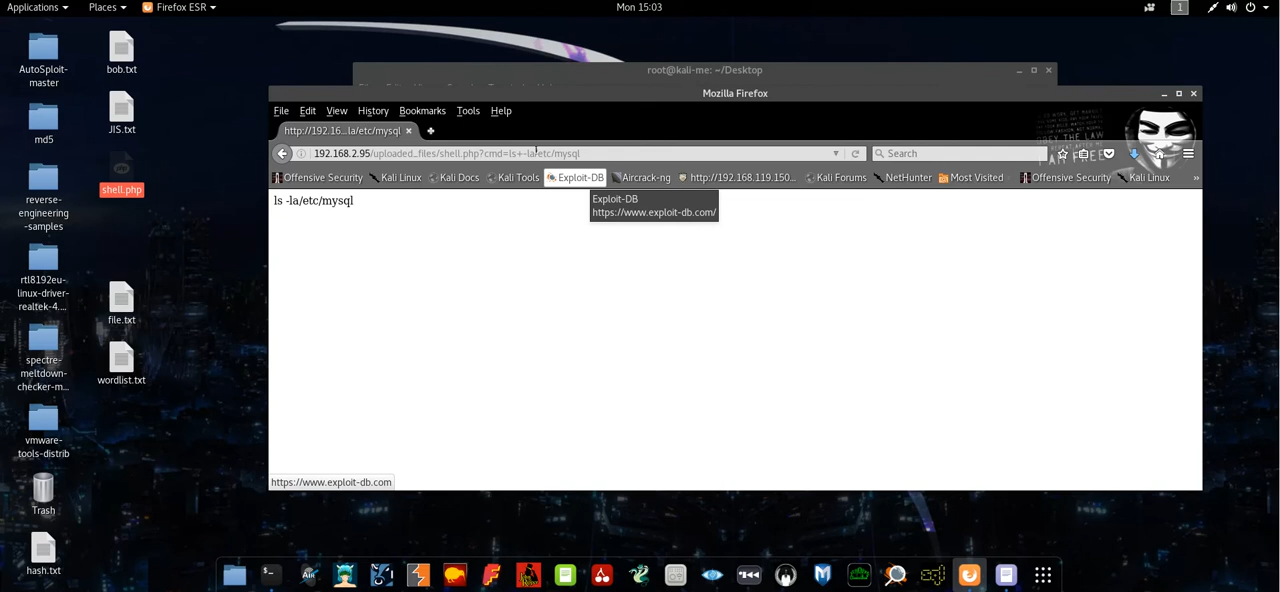 Applications Places Firefox ESR Mon 15:03 1
AutoSploit-
master
bob.txt
md5
JIS.txt
reverse-
engineering
-samples
shell.php
rtl8192eu-
linux-driver-
realtek-4....
file.txt
spectre-
meltdown-
checker-m...
wordlist.txt
vmware-
tools-distrib
Trash
hash.txt
root@kali-me: ~/Desktop
Mozilla Firefox
File Edit View History Bookmarks Tools Help
http://192.16...la/etc/mysql
192.168.2.95/uploaded_files/shell.php?cmd=ls+-la/etc/mysql Search
Offensive Security Kali Linux Kali Docs Kali Tools Exploit-DB Aircrack-ng http://192.168.119.150... Kali Forums NetHunter Most Visited Offensive Security Kali Linux »
ls -la/etc/mysql
Exploit-DB
https://www.exploit-db.com/
https://www.exploit-db.com